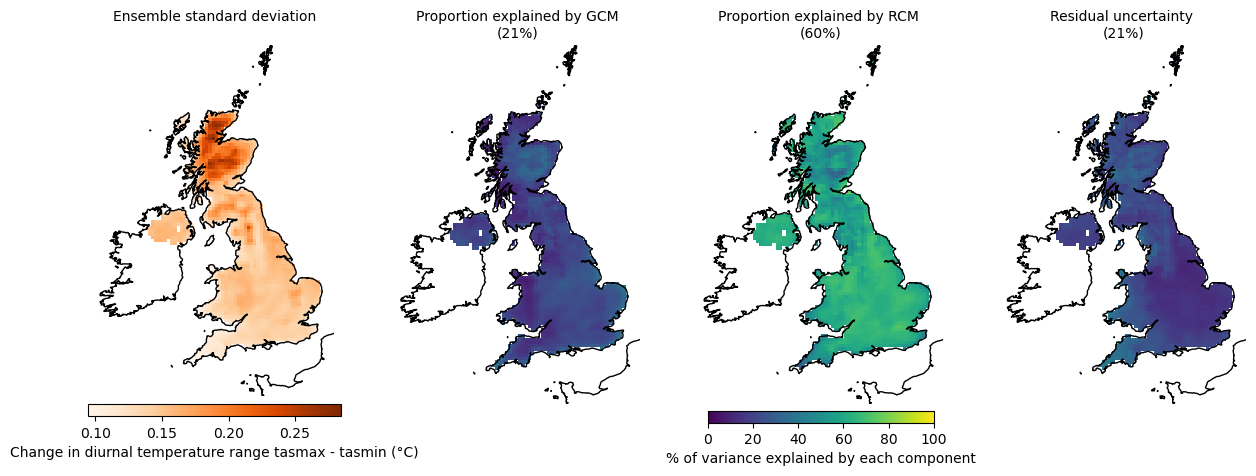 Ensemble standard deviation
Proportion explained by GCM
(21%)
Proportion explained by RCM
(60%)
Residual uncertainty
(21%)
0.10 0.15 0.20 0.25
Change in diurnal temperature range tasmax - tasmin (°C)
0 20 40 60 80 100
% of variance explained by each component